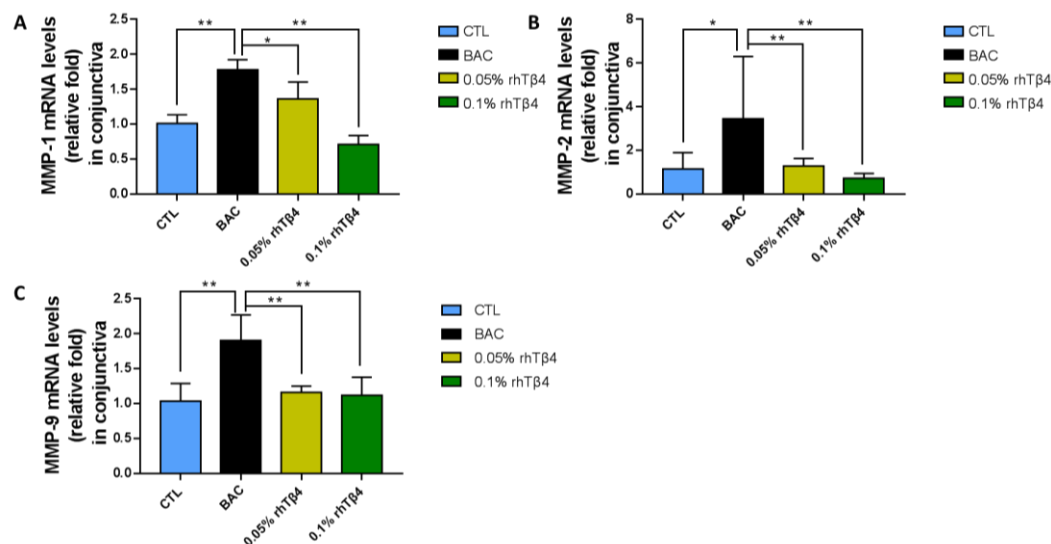 A
MMP-1 mRNA levels
(relative fold)
in conjunctiva
2.5
2.0
1.5
1.0
0.5
0.0
**
**
*
CTL
BAC
0.05% rhTβ4
0.1% rhTβ4
CTL
BAC
0.05% rhTβ4
0.1% rhTβ4
B
MMP-2 mRNA levels
(relative fold)
in conjunctiva
8
6
4
2
0
*
**
**
CTL
BAC
0.05% rhTβ4
0.1% rhTβ4
CTL
BAC
0.05% rhTβ4
0.1% rhTβ4
C
MMP-9 mRNA levels
(relative fold)
in conjunctiva
2.5
2.0
1.5
1.0
0.5
0.0
**
**
**
CTL
BAC
0.05% rhTβ4
0.1% rhTβ4
CTL
BAC
0.05% rhTβ4
0.1% rhTβ4